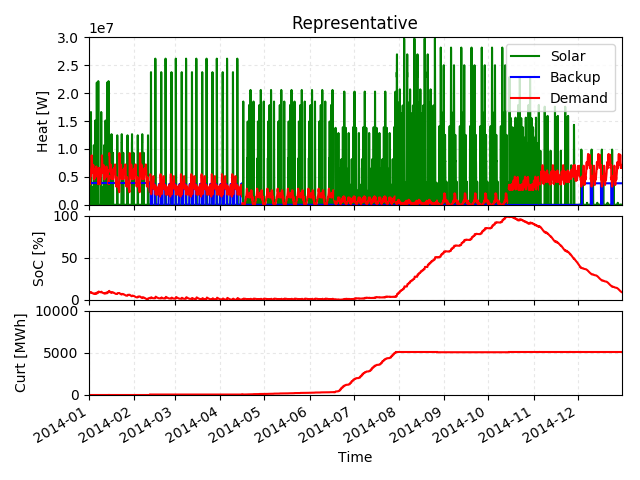 Representative
1e7
3.0
2.5
2.0
1.5
1.0
0.5
0.0
Heat [W]
Solar
Backup
Demand
100
50
0
SoC [%]
10000
5000
0
Curt [MWh]
2014-01
2014-02
2014-03
2014-04
2014-05
2014-06
2014-07
2014-08
2014-09
2014-10
2014-11
2014-12
Time